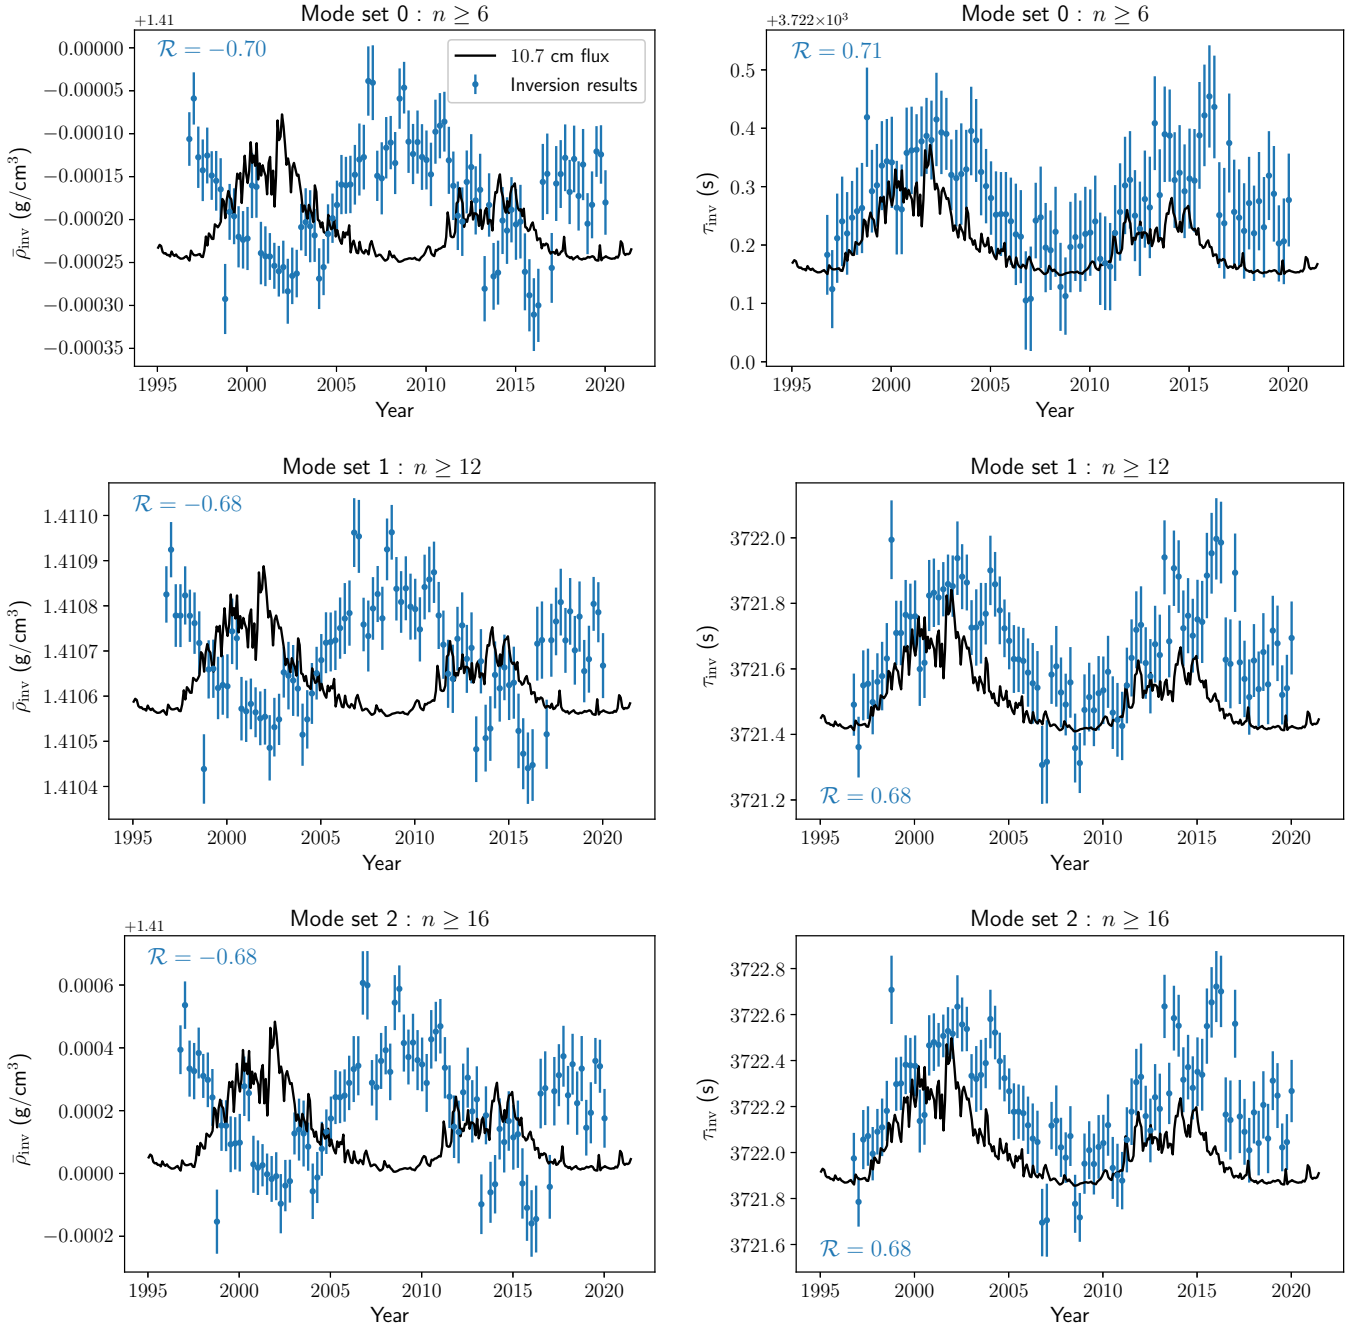 Mode set 0 : n ≥ 6
+1.41
R = −0.70
10.7 cm flux
Inversion results
0.00000
−0.00005
−0.00010
−0.00015
−0.00020
−0.00025
−0.00030
−0.00035
ρ̄inv (g/cm³)
1995 2000 2005 2010 2015 2020
Year
Mode set 0 : n ≥ 6
+3.722×10³
R = 0.71
0.5
0.4
0.3
0.2
0.1
0.0
τinv (s)
1995 2000 2005 2010 2015 2020
Year
Mode set 1 : n ≥ 12
R = −0.68
1.4110
1.4109
1.4108
1.4107
1.4106
1.4105
1.4104
ρ̄inv (g/cm³)
1995 2000 2005 2010 2015 2020
Year
Mode set 1 : n ≥ 12
3722.0
3721.8
3721.6
3721.4
3721.2
τinv (s)
R = 0.68
1995 2000 2005 2010 2015 2020
Year
Mode set 2 : n ≥ 16
+1.41
R = −0.68
0.0006
0.0004
0.0002
0.0000
−0.0002
ρ̄inv (g/cm³)
1995 2000 2005 2010 2015 2020
Year
Mode set 2 : n ≥ 16
3722.8
3722.6
3722.4
3722.2
3722.0
3721.8
3721.6
τinv (s)
R = 0.68
1995 2000 2005 2010 2015 2020
Year